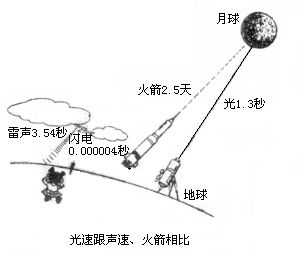 月球
火箭2.5天
光1.3秒
雷声3.54秒
闪电
0.000004秒
地球
光速跟声速、火箭相比